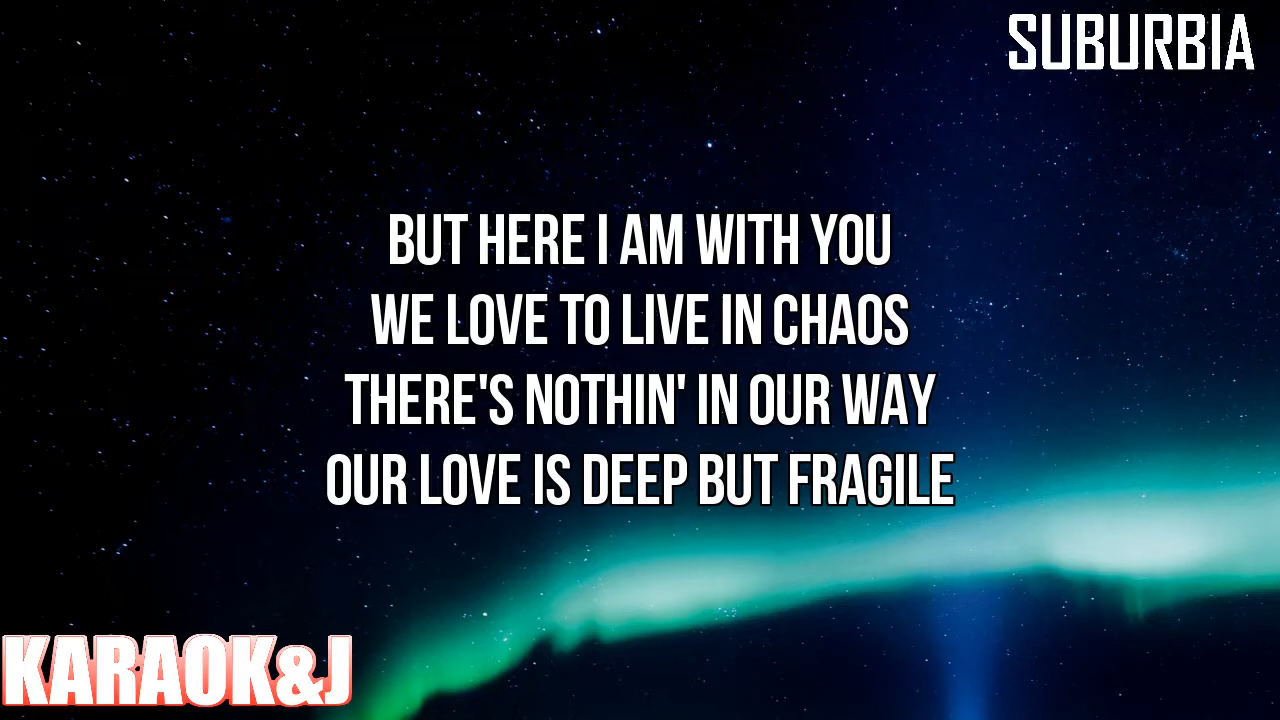 SUBURBIA
BUT HERE I AM WITH YOU
WE LOVE TO LIVE IN CHAOS
THERE'S NOTHIN' IN OUR WAY
OUR LOVE IS DEEP BUT FRAGILE
KARAOK&J